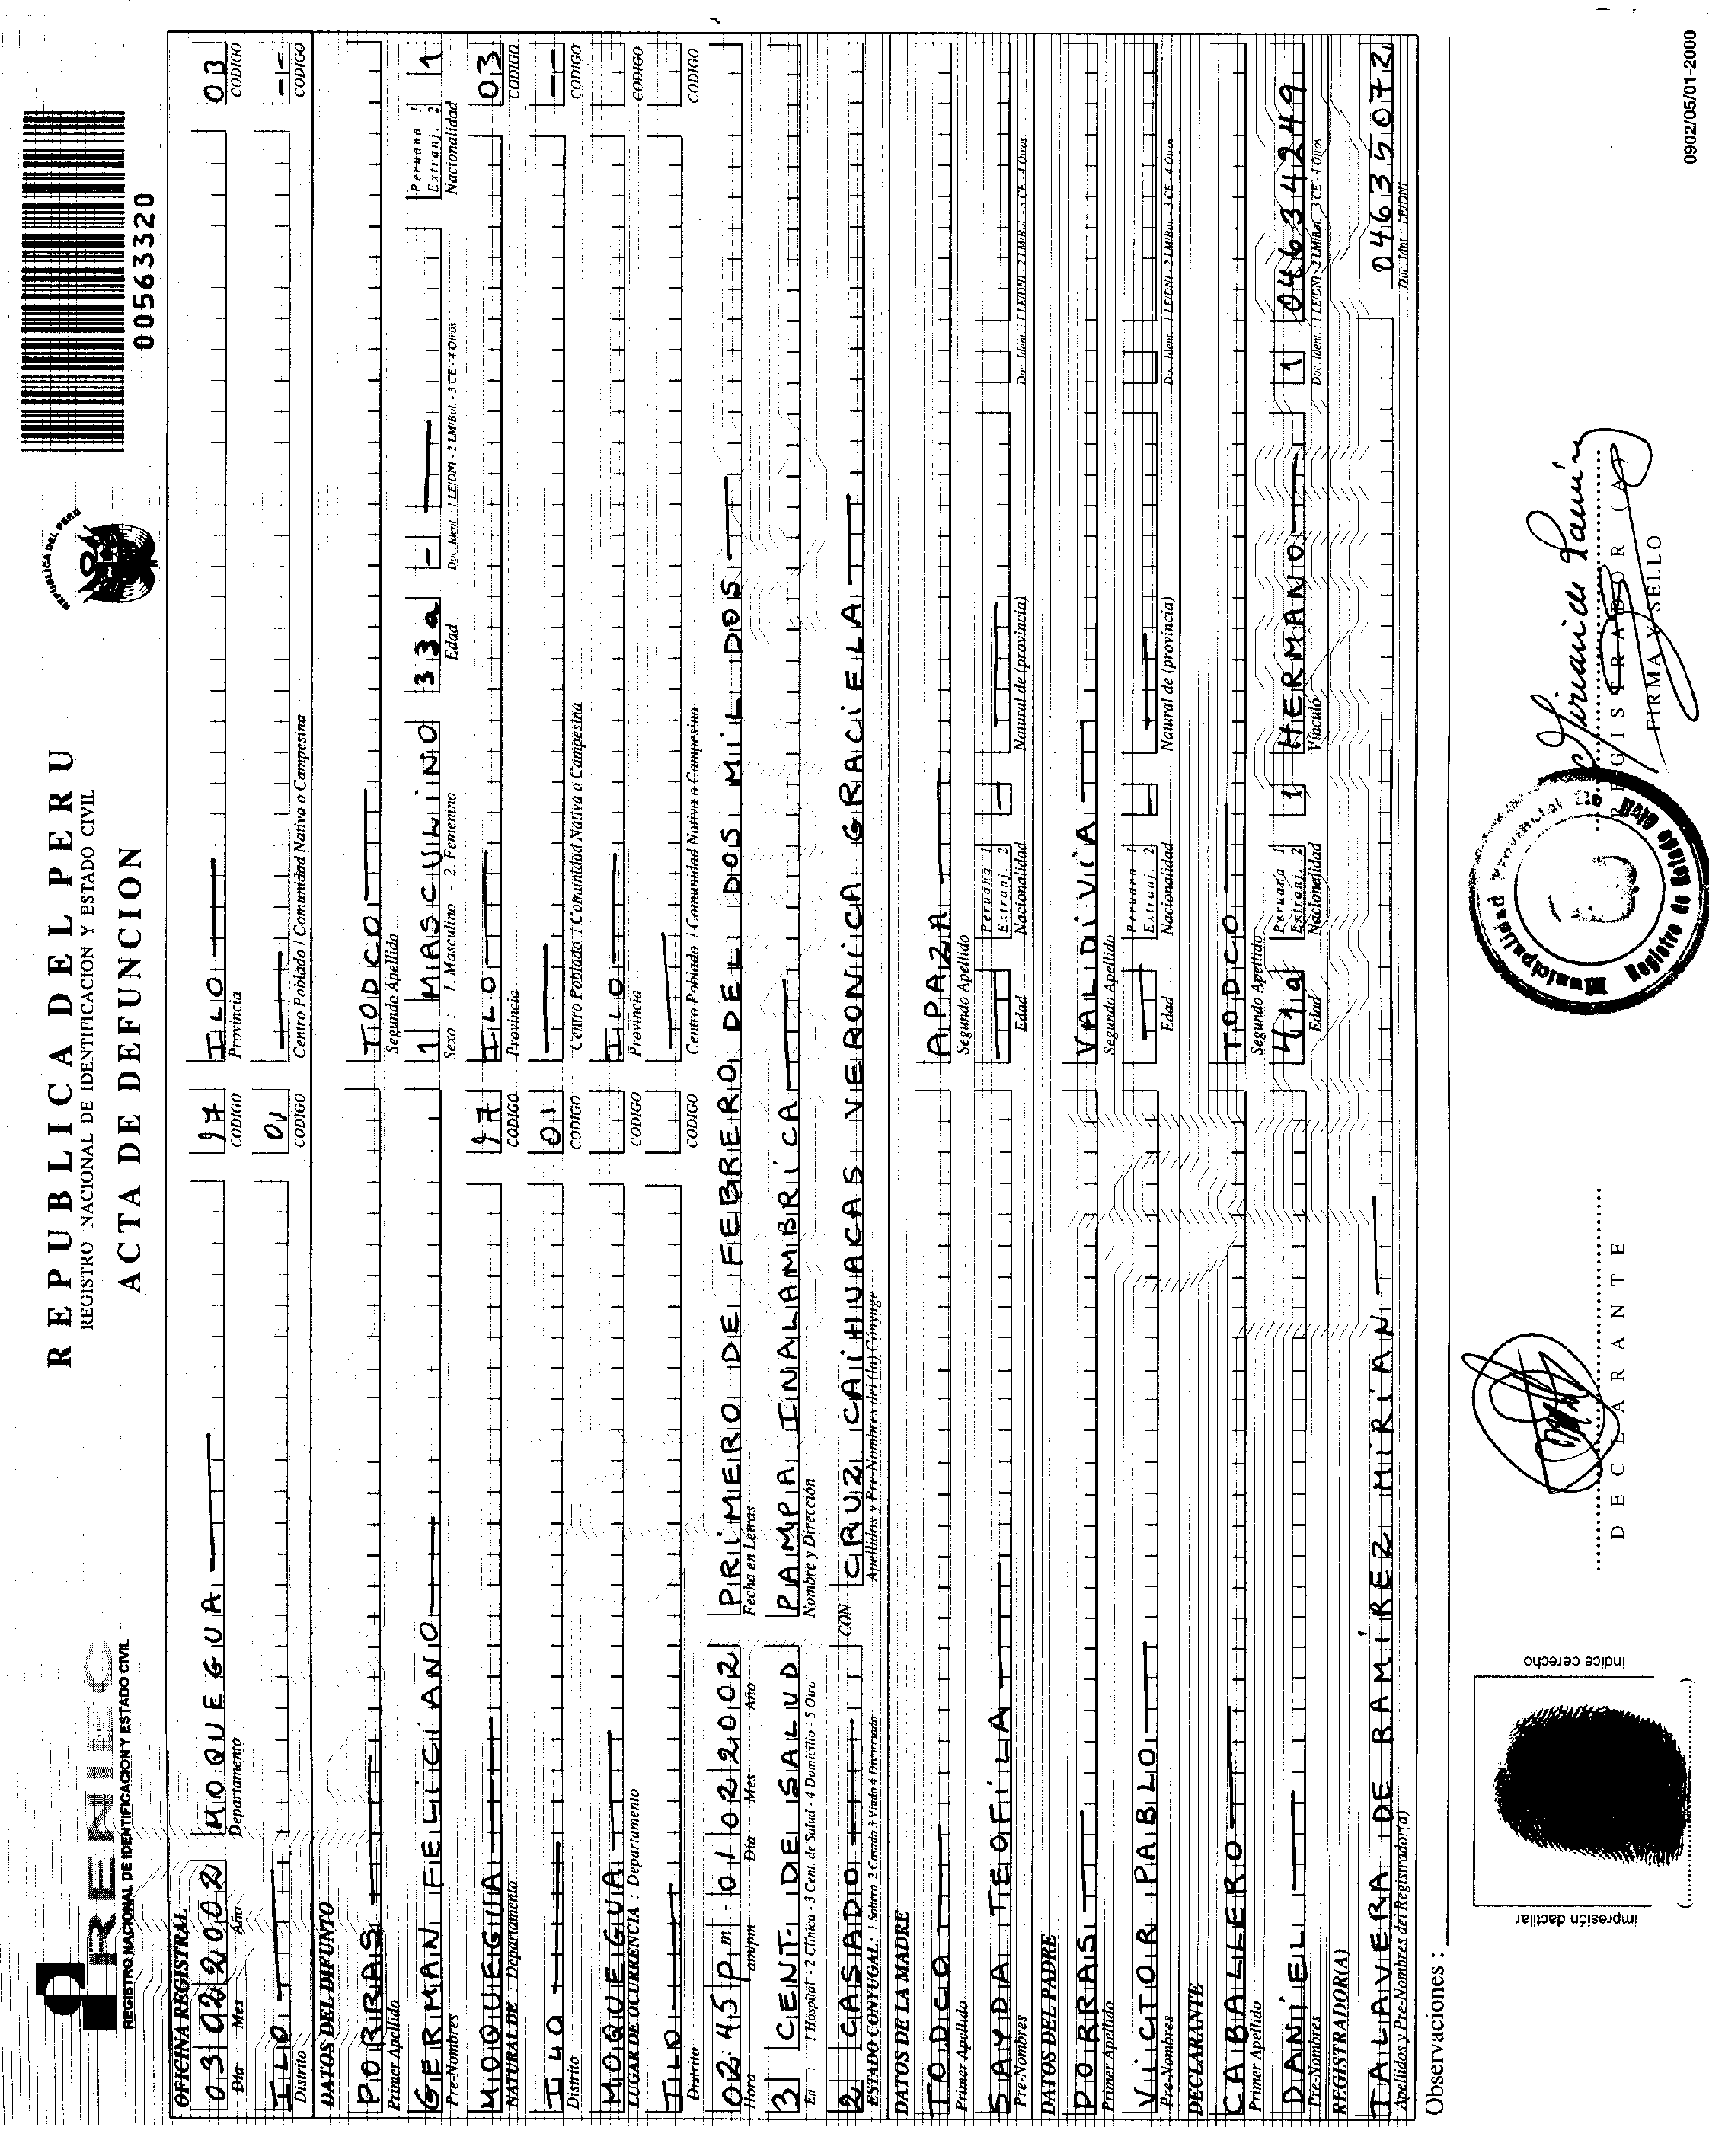 RENIEC
REGISTRO NACIONAL DE IDENTIFICACION Y ESTADO CIVIL
REPUBLICA DEL PERU
REGISTRO NACIONAL DE IDENTIFICACION Y ESTADO CIVIL
ACTA DE DEFUNCION
REPUBLICA DEL PERU
00563320
OFICINA REGISTRAL
03 02 2002 MOQUEGUA 17 ILO 03
Día Mes Año Departamento CODIGO Provincia CODIGO
ILO 01 --
Distrito CODIGO Centro Poblado / Comunidad Nativa o Campesina CODIGO
DATOS DEL DIFUNTO
PORRAS TODCO
Primer Apellido Segundo Apellido
GERMAN FELICIANO 1 MASCULINO 33a - Peruana 1 Extranj. 2 1
Pre-Nombres Sexo : 1. Masculino - 2. Femenino Edad Doc. Ident. : 1 LE/DNI - 2 LM/Bol. - 3 CE - 4 Otros Nacionalidad
MOQUEGUA 17 ILO 03
NATURAL DE : Departamento CODIGO Provincia CODIGO
ILO 01 --
Distrito CODIGO Centro Poblado / Comunidad Nativa o Campesina CODIGO
MOQUEGUA ILO
LUGAR DE OCURRENCIA : Departamento CODIGO Provincia CODIGO
ILO
Distrito CODIGO Centro Poblado / Comunidad Nativa o Campesina CODIGO
02:45 pm - 01 02 2002 PRIMERO DE FEBRERO DEL DOS MIL DOS
Hora am/pm Día Mes Año Fecha en Letras
3 CENT. DE SALUD PAMPA INALAMBRICA
En : 1 Hospital - 2 Clínica - 3 Cent. de Salud - 4 Domicilio - 5 Otro Nombre y Dirección
2 CASADO CON CRUZ CAIHUACAS VERONICA GRACIELA
ESTADO CONYUGAL : 1 Soltero 2 Casado 3 Viudo 4 Divorciado Apellidos y Pre-Nombres del (la) Cónyuge
DATOS DE LA MADRE
TODCO APAZA
Primer Apellido Segundo Apellido
SAYDA TEOFILA Peruana 1 Extranj. 2 -
Pre-Nombres Edad Nacionalidad Natural de (provincia) Doc. Ident. : 1 LE/DNI - 2 LM/Bol. - 3 CE - 4 Otros
DATOS DEL PADRE
PORRAS VALDIVIA
Primer Apellido Segundo Apellido
VICTOR PABLO Peruana 1 Extranj. 2 -
Pre-Nombres Edad Nacionalidad Natural de (provincia) Doc. Ident. : 1 LE/DNI - 2 LM/Bol. - 3 CE - 4 Otros
DECLARANTE
CABALLERO TODCO
Primer Apellido Segundo Apellido
DANIEL 41a Peruana 1 Extranj. 2 1 HERMANO 1 04634249
Pre-Nombres Edad Nacionalidad Vínculo Doc. Ident. : 1 LE/DNI - 2 LM/Bol. - 3 CE - 4 Otros
REGISTRADOR(A)
TALAVERA DE RAMIREZ MIRIAN 04635072
Apellidos y Pre-Nombres del Registrador(a) Doc. Idnt : LE/DNI
Observaciones :
impresión dactilar
indice derecho
DECLARANTE
Municipalidad Provincial Ilo
Registro de Estado Civil
REGISTRADOR (A)
FIRMA Y SELLO
0902/05/01-2000